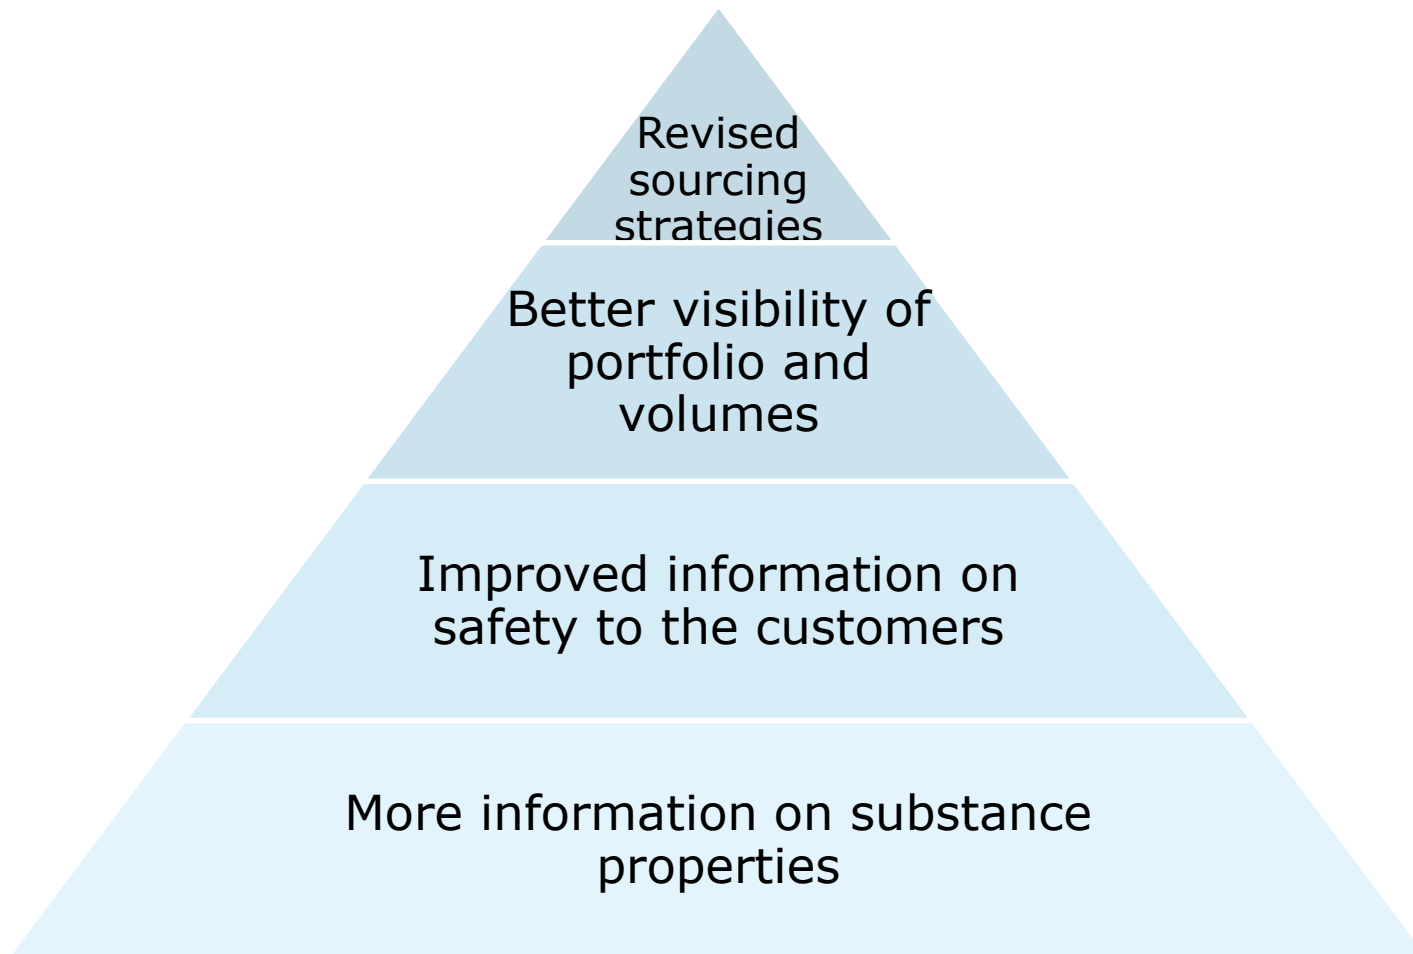 Revised
sourcing
strategies
Better visibility of
portfolio and
volumes
Improved information on
safety to the customers
More information on substance
properties